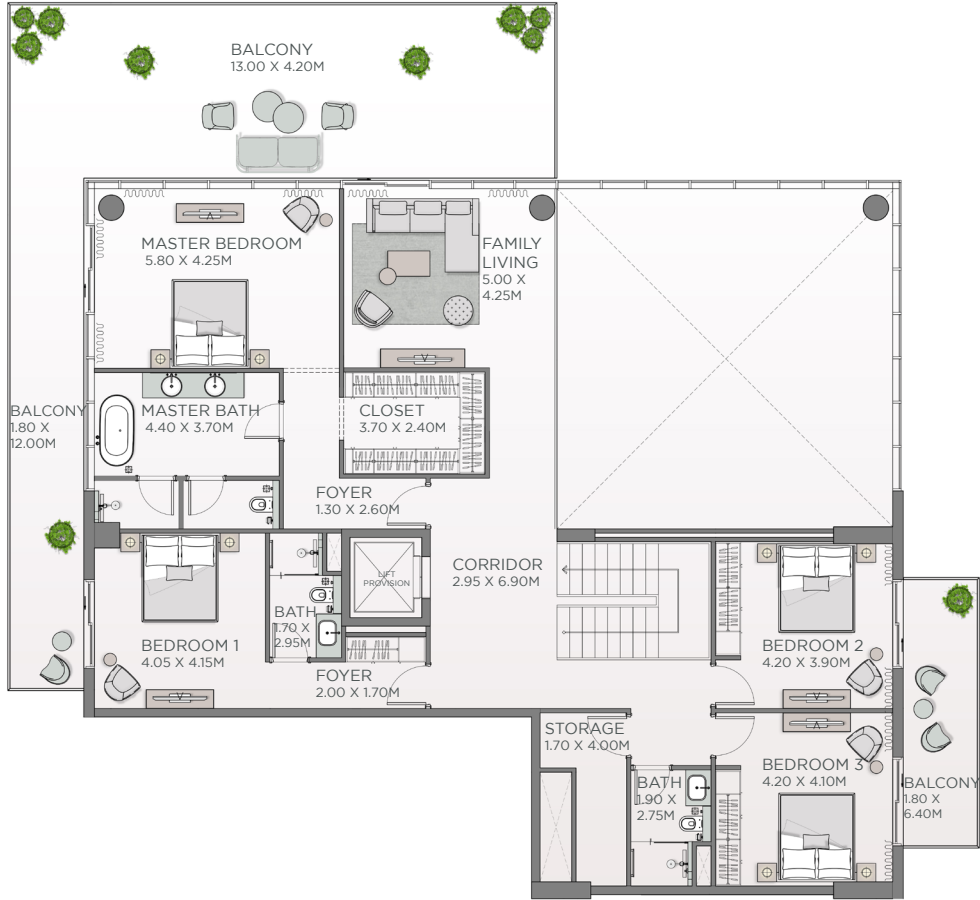 BALCONY
13.00 X 4.20M
MASTER BEDROOM
5.80 X 4.25M
FAMILY
LIVING
5.00 X
4.25M
BALCONY
1.80 X
12.00M
MASTER BATH
4.40 X 3.70M
CLOSET
3.70 X 2.40M
FOYER
1.30 X 2.60M
CORRIDOR
2.95 X 6.90M
LIFT
PROVISION
BATH
1.70 X
2.95M
BEDROOM 1
4.05 X 4.15M
FOYER
2.00 X 1.70M
BEDROOM 2
4.20 X 3.90M
STORAGE
1.70 X 4.00M
BATH
1.90 X
2.75M
BEDROOM 3
4.20 X 4.10M
BALCONY
1.80 X
6.40M